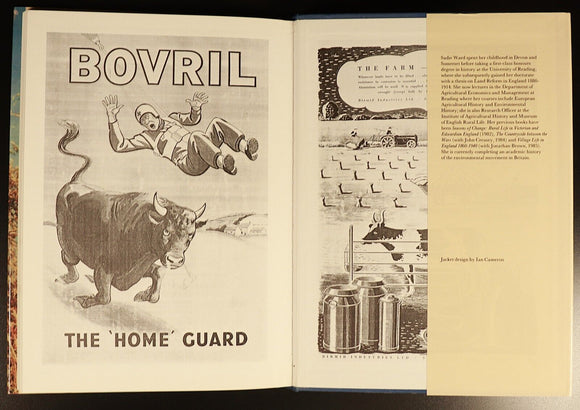 BOVRIL
THE 'HOME' GUARD
THE FARM
Whatever lands have to be filled
Sadie Ward spent her childhood in Devon and
Somerset before taking a first-class honours
degree in history at the University of Reading,
where she subsequently gained her doctorate
with a thesis on Land Reform in England 1880-
1914. She now lectures in the Department of
Agricultural Economics and Management at
Reading where her courses include European
Agricultural History and Environmental
History; she is also Research Officer at the
Institute of Agricultural History and Museum
of English Rural Life. Her previous books have
been Seasons of Change: Rural Life in Victorian and
Edwardian England (1982), The Countryside between the
Wars (with John Creasey, 1984) and Village Life in
England 1860-1940 (with Jonathan Brown, 1985).
She is currently completing an academic history
of the environmental movement in Britain.
Jacket design by Ian Cameron